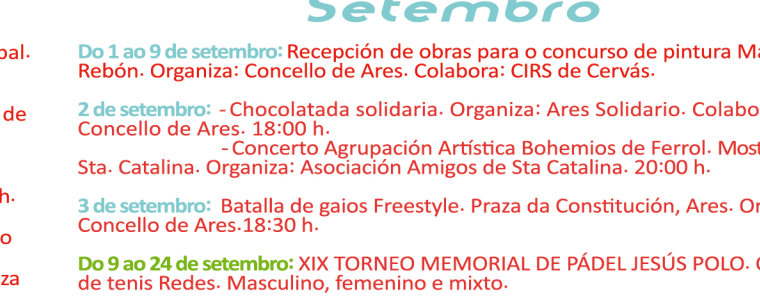 Setembro
pal.
de
h.
o
za
Do 1 ao 9 de setembro: Recepción de obras para o concurso de pintura
Rebón. Organiza: Concello de Ares. Colabora: CIRS de Cervás.
2 de setembro: -Chocolatada solidaria. Organiza: Ares Solidario.
Concello de Ares. 18:00 h.
-Concerto Agrupación Artística Bohemios de Ferrol.
Sta. Catalina. Organiza: Asociación Amigos de Sta Catalina. 20:00 h.
3 de setembro: Batalla de gaios Freestyle. Praza da Constitución, Ares.
Concello de Ares.18:30 h.
Do 9 ao 24 de setembro: XIX TORNEO MEMORIAL DE PÁDEL JESÚS POLO.
de tenis Redes. Masculino, femenino e mixto.